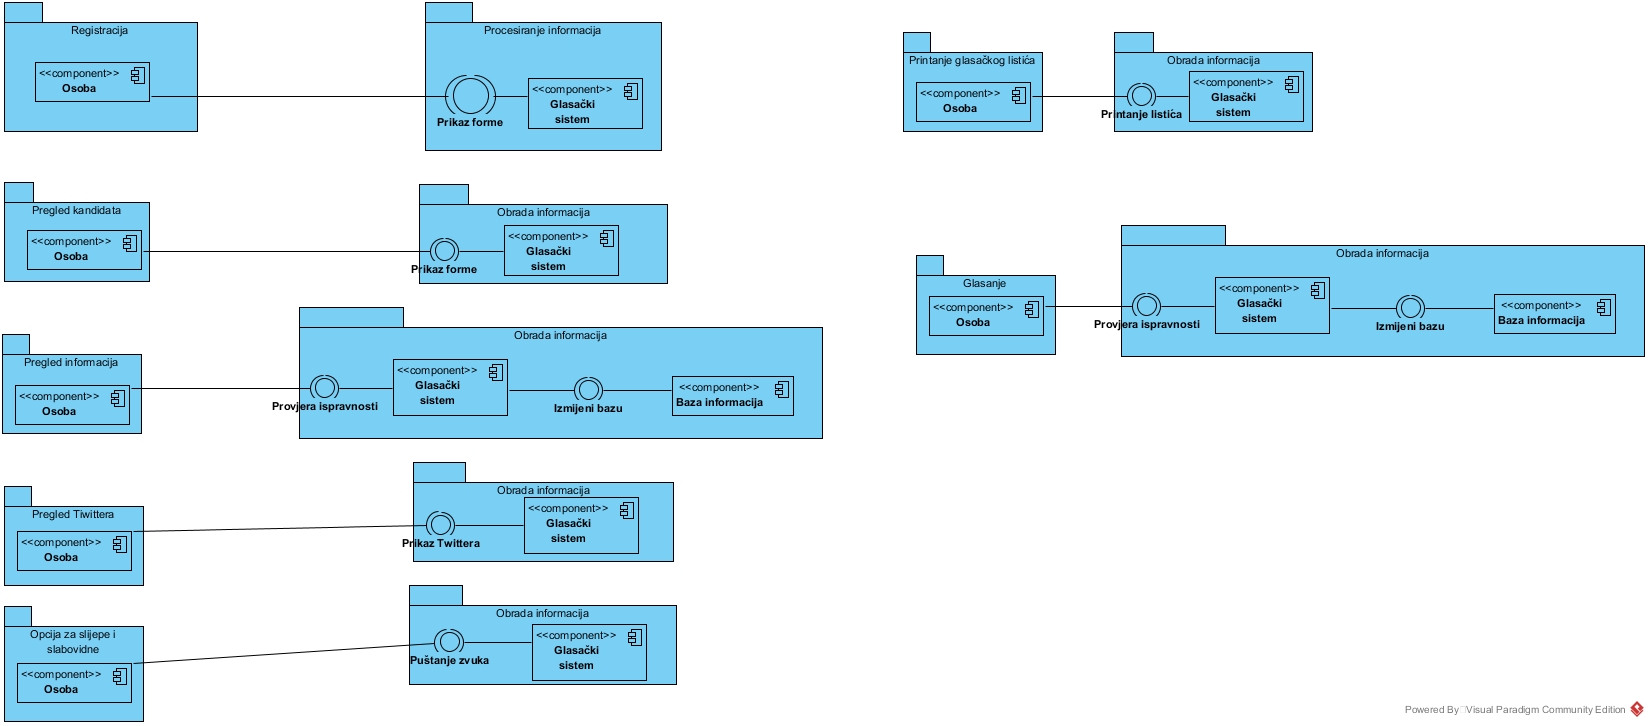 Registracija
<<component>>
Osoba
Procesiranje informacija
Prikaz forme
<<component>>
Glasački
sistem
Pregled kandidata
<<component>>
Osoba
Obrada informacija
Prikaz forme
<<component>>
Glasački
sistem
Pregled informacija
<<component>>
Osoba
Obrada informacija
Provjera ispravnosti
<<component>>
Glasački
sistem
Izmijeni bazu
<<component>>
Baza informacija
Pregled Tiwittera
<<component>>
Osoba
Obrada informacija
Prikaz Twittera
<<component>>
Glasački
sistem
Opcija za slijepe i
slabovidne
<<component>>
Osoba
Obrada informacija
Puštanje zvuka
<<component>>
Glasački
sistem
Printanje glasačkog listića
<<component>>
Osoba
Obrada informacija
Printanje listića
<<component>>
Glasački
sistem
Glasanje
<<component>>
Osoba
Obrada informacija
Provjera ispravnosti
<<component>>
Glasački
sistem
Izmijeni bazu
<<component>>
Baza informacija
Powered By Visual Paradigm Community Edition